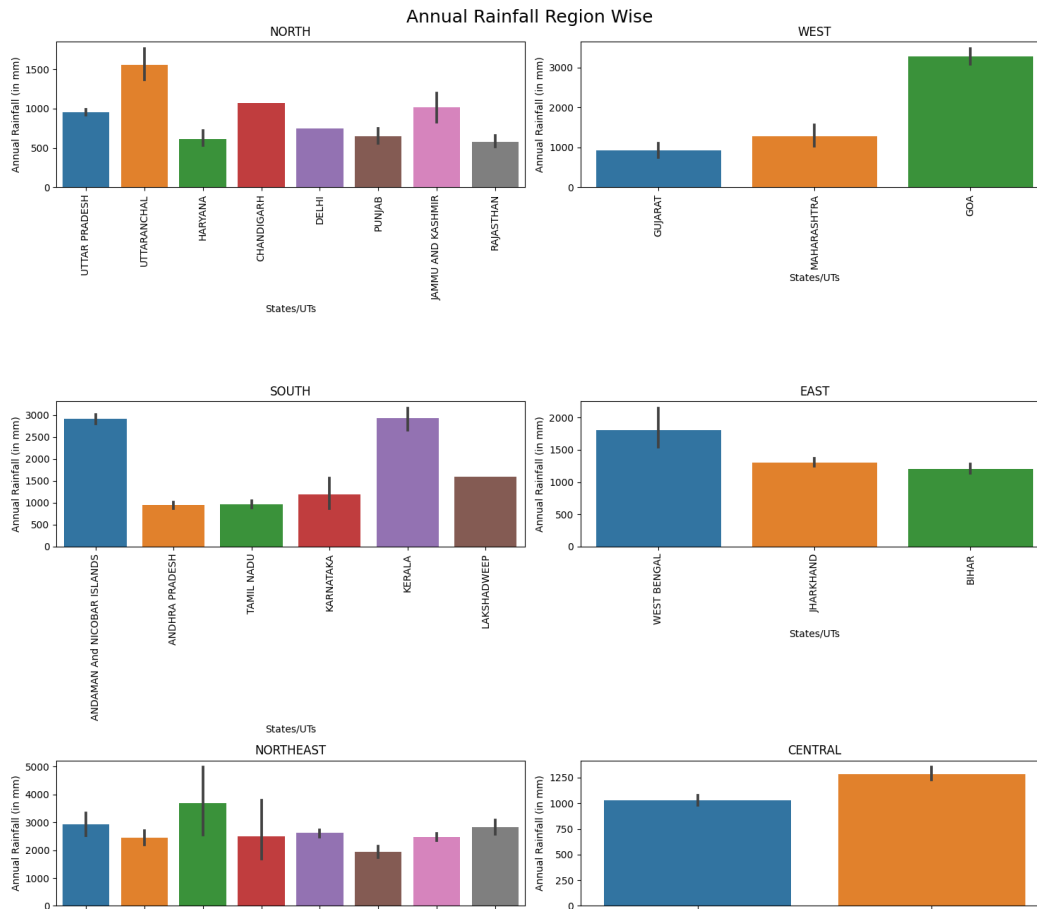 Annual Rainfall Region Wise
NORTH
Annual Rainfall (in mm)
1500
1000
500
0
UTTAR PRADESH
UTTARANCHAL
HARYANA
CHANDIGARH
DELHI
PUNJAB
JAMMU AND KASHMIR
RAJASTHAN
States/UTs
WEST
Annual Rainfall (in mm)
3000
2000
1000
0
GUJARAT
MAHARASHTRA
GOA
States/UTs
SOUTH
Annual Rainfall (in mm)
3000
2500
2000
1500
1000
500
0
ANDAMAN And NICOBAR ISLANDS
ANDHRA PRADESH
TAMIL NADU
KARNATAKA
KERALA
LAKSHADWEEP
States/UTs
EAST
Annual Rainfall (in mm)
2000
1500
1000
500
0
WEST BENGAL
JHARKHAND
BIHAR
States/UTs
NORTHEAST
Annual Rainfall (in mm)
5000
4000
3000
2000
1000
0
CENTRAL
Annual Rainfall (in mm)
1250
1000
750
500
250
0